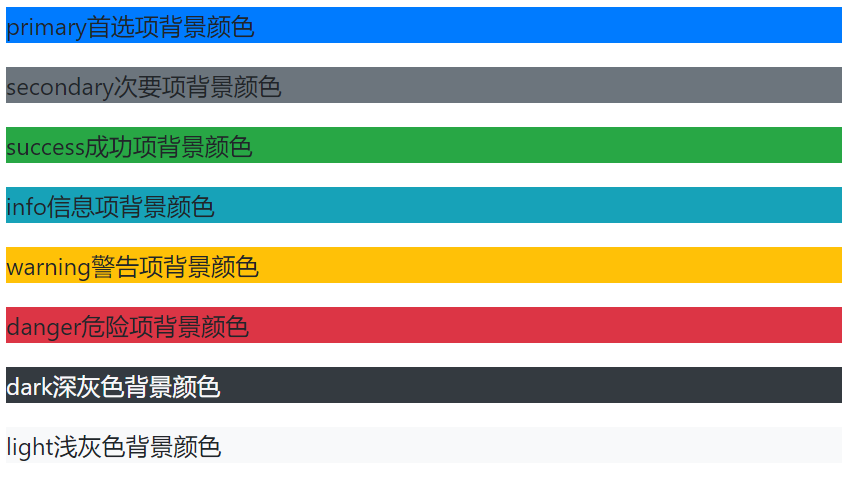 primary首选项背景颜色
secondary次要项背景颜色
success成功项背景颜色
info信息项背景颜色
warning警告项背景颜色
danger危险项背景颜色
dark深灰色背景颜色
light浅灰色背景颜色